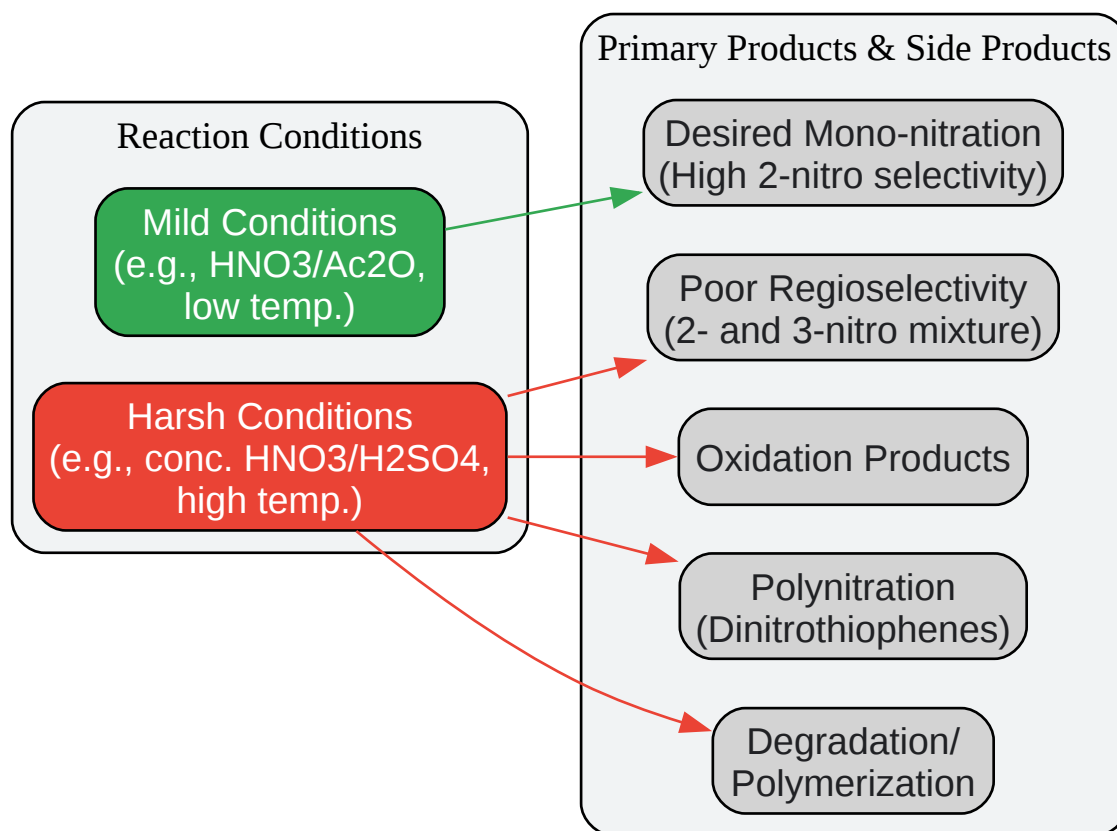 Reaction Conditions
Mild Conditions
(e.g., HNO3/Ac2O,
low temp.)
Harsh Conditions
(e.g., conc. HNO3/H2SO4,
high temp.)
Primary Products & Side Products
Desired Mono-nitration
(High 2-nitro selectivity)
Poor Regioselectivity
(2- and 3-nitro mixture)
Oxidation Products
Polynitration
(Dinitrothiophenes)
Degradation/
Polymerization